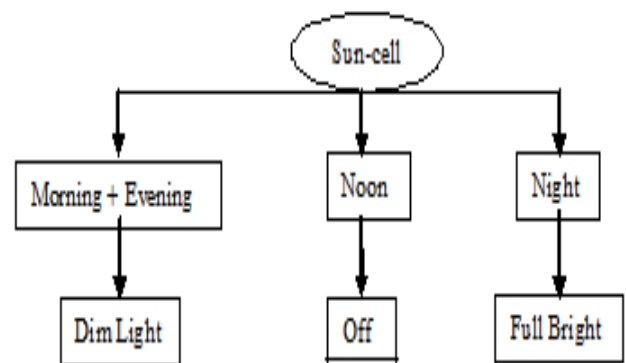 Sun-cell
Morning + Evening
Noon
Night
Dim Light
Off
Full Bright